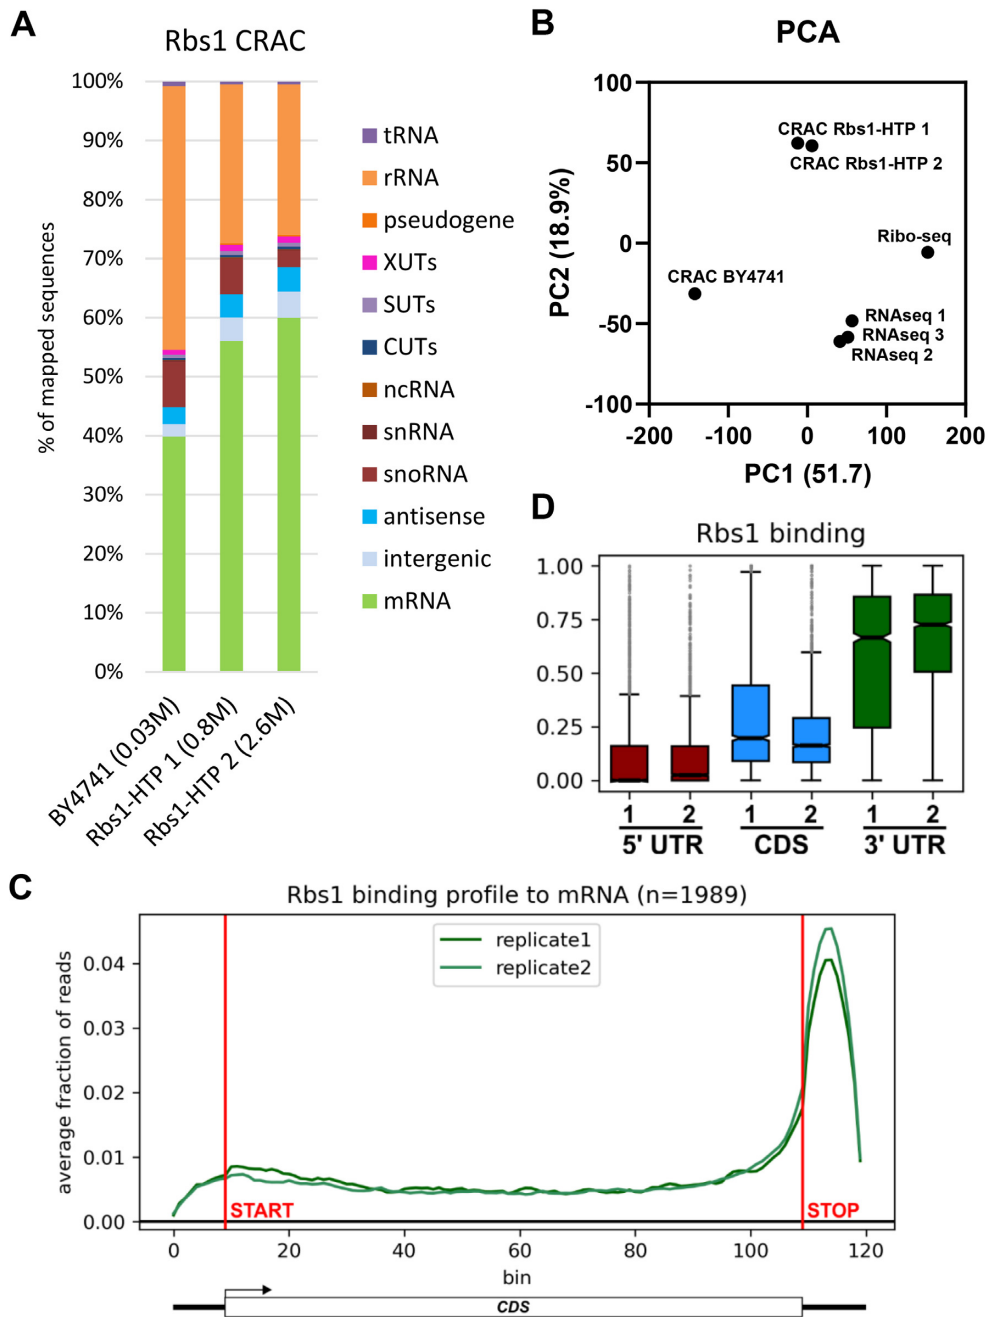 A
Rbs1 CRAC
100%
90%
80%
70%
60%
50%
40%
30%
20%
10%
0%
% of mapped sequences
BY4741 (0.03M)
Rbs1-HTP 1 (0.8M)
Rbs1-HTP 2 (2.6M)
tRNA
rRNA
pseudogene
XUTs
SUTs
CUTs
ncRNA
snRNA
snoRNA
antisense
intergenic
mRNA
B
PCA
100
50
0
-50
-100
PC2 (18.9%)
CRAC Rbs1-HTP 1
CRAC Rbs1-HTP 2
Ribo-seq
CRAC BY4741
RNAseq 1
RNAseq 3
RNAseq 2
-200 -100 0 100 200
PC1 (51.7)
D
Rbs1 binding
1.00
0.75
0.50
0.25
0.00
1 2 1 2 1 2
5' UTR CDS 3' UTR
C
Rbs1 binding profile to mRNA (n=1989)
replicate1
replicate2
0.04
0.03
0.02
0.01
0.00
average fraction of reads
START
STOP
0 20 40 60 80 100 120
bin
CDS